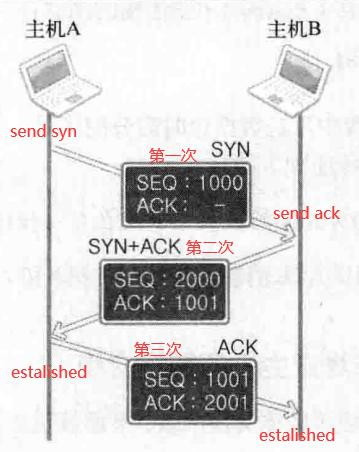 主机A
主机B
send syn
第一次
SYN
SEQ : 1000
ACK : –
send ack
SYN+ACK
第二次
SEQ : 2000
ACK : 1001
estalished
第三次
ACK
SEQ : 1001
ACK : 2001
estalished